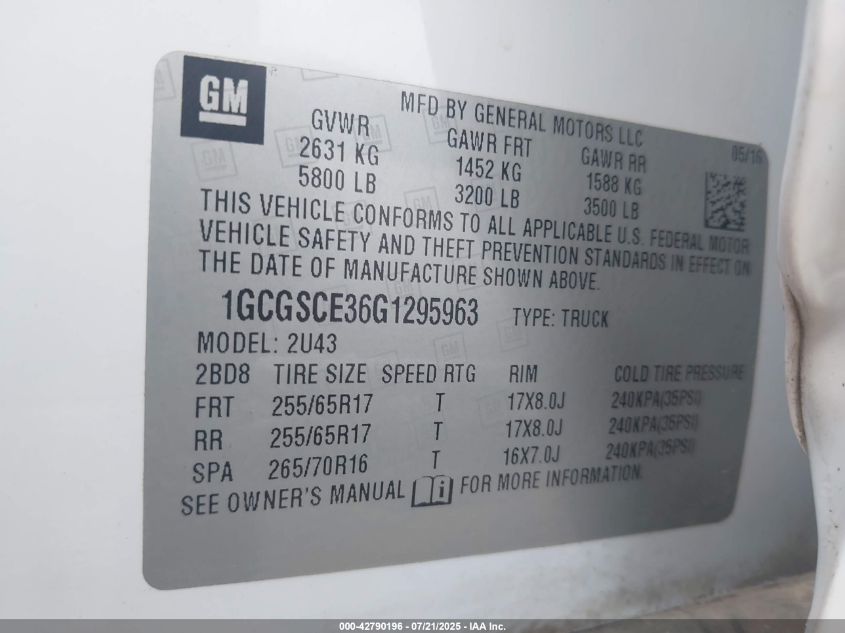 GM
MFD BY GENERAL MOTORS LLC
GVWR GAWR FRT GAWR RR 05/16
2631 KG 1452 KG 1588 KG
5800 LB 3200 LB 3500 LB
THIS VEHICLE CONFORMS TO ALL APPLICABLE U.S. FEDERAL MOTOR
VEHICLE SAFETY AND THEFT PREVENTION STANDARDS IN EFFECT ON
THE DATE OF MANUFACTURE SHOWN ABOVE.
1GCGSCE36G1295963 TYPE: TRUCK
MODEL: 2U43
2BD8 TIRE SIZE SPEED RTG RIM COLD TIRE PRESSURE
FRT 255/65R17 T 17X8.0J 240KPA(35PSI)
RR 255/65R17 T 17X8.0J 240KPA(35PSI)
SPA 265/70R16 T 16X7.0J 240KPA(35PSI)
SEE OWNER'S MANUAL FOR MORE INFORMATION.
000-42790196 - 07/21/2025 - IAA Inc.